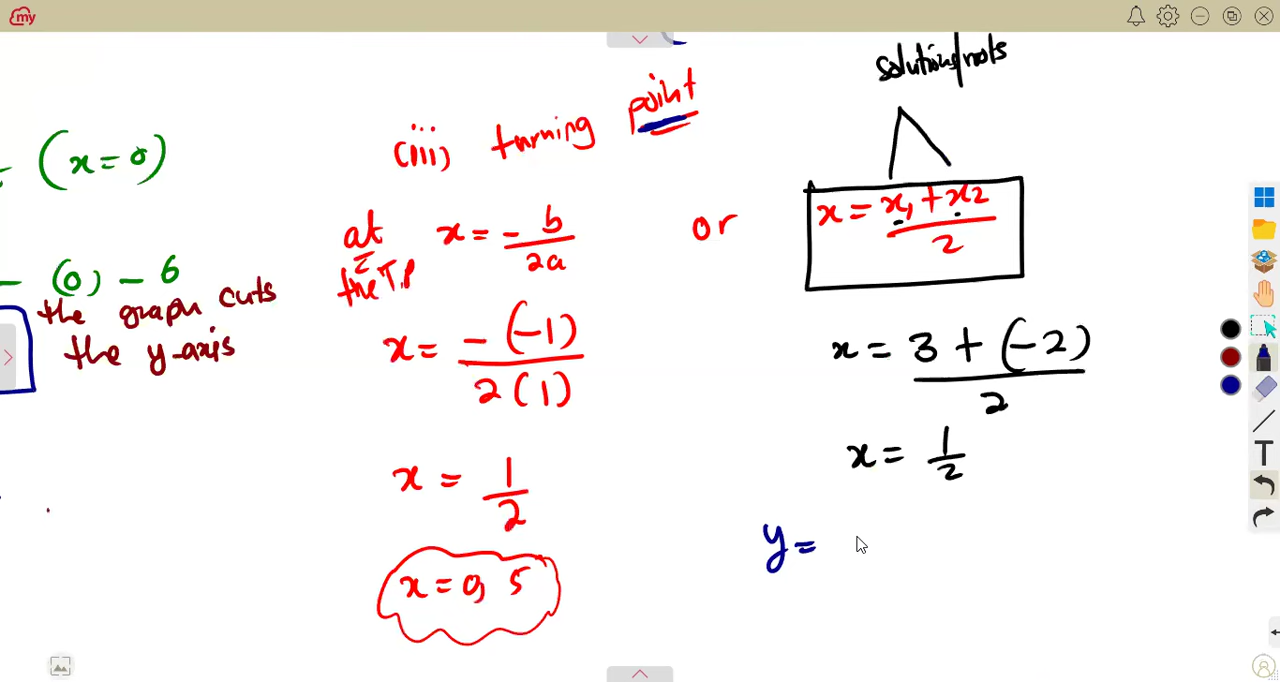 my
solutions/roots
(x=0)
(iii) turning point
at the T.P x = - b / 2a or x = x₁ + x₂ / 2
- (0) - 6
the graph cuts
the y-axis
x = - (-1) / 2(1)
x = 3 + (-2) / 2
x = 1/2
x = 1/2
x = 0,5
y =
T